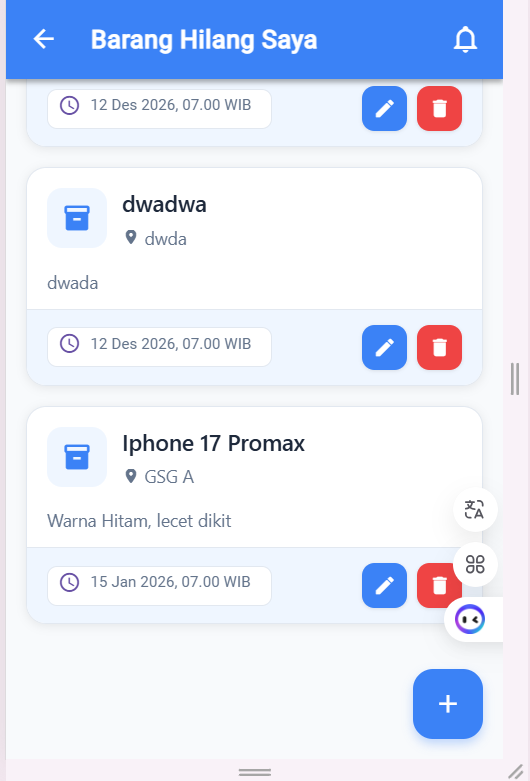 Barang Hilang Saya
12 Des 2026, 07.00 WIB
dwadwa
dwda
dwada
12 Des 2026, 07.00 WIB
Iphone 17 Promax
GSG A
Warna Hitam, lecet dikit
15 Jan 2026, 07.00 WIB